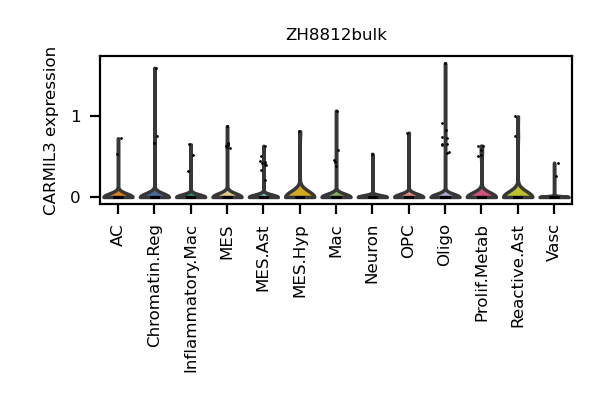 ZH8812bulk
CARMIL3 expression
1
0
AC
Chromatin.Reg
Inflammatory.Mac
MES
MES.Ast
MES.Hyp
Mac
Neuron
OPC
Oligo
Prolif.Metab
Reactive.Ast
Vasc